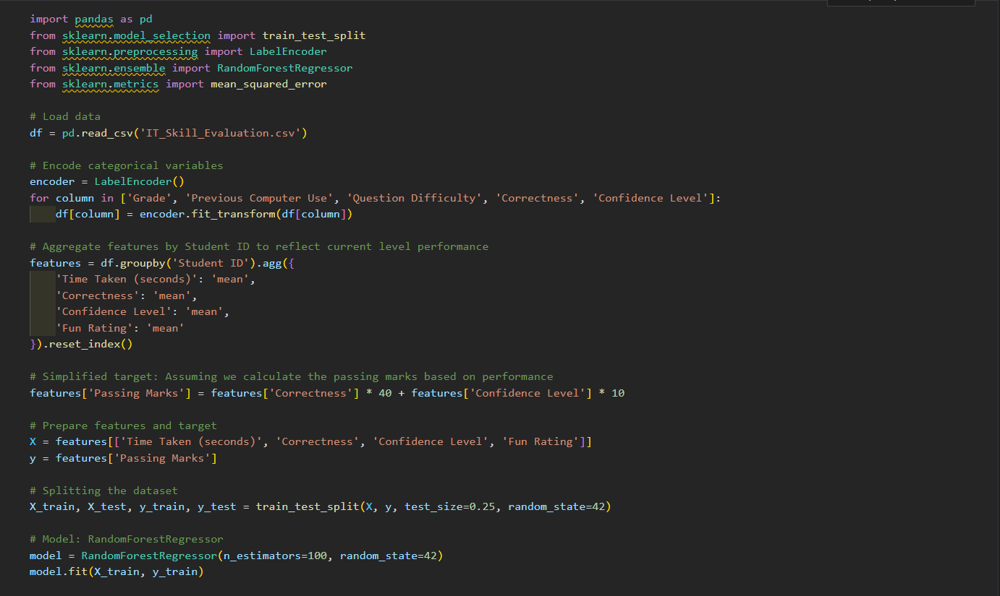 import pandas as pd
from sklearn.model_selection import train_test_split
from sklearn.preprocessing import LabelEncoder
from sklearn.ensemble import RandomForestRegressor
from sklearn.metrics import mean_squared_error

# Load data
df = pd.read_csv('IT_Skill_Evaluation.csv')

# Encode categorical variables
encoder = LabelEncoder()
for column in ['Grade', 'Previous Computer Use', 'Question Difficulty', 'Correctness', 'Confidence Level']:
    df[column] = encoder.fit_transform(df[column])

# Aggregate features by Student ID to reflect current level performance
features = df.groupby('Student ID').agg({
    'Time Taken (seconds)': 'mean',
    'Correctness': 'mean',
    'Confidence Level': 'mean',
    'Fun Rating': 'mean'
}).reset_index()

# Simplified target: Assuming we calculate the passing marks based on performance
features['Passing Marks'] = features['Correctness'] * 40 + features['Confidence Level'] * 10

# Prepare features and target
X = features[['Time Taken (seconds)', 'Correctness', 'Confidence Level', 'Fun Rating']]
y = features['Passing Marks']

# Splitting the dataset
X_train, X_test, y_train, y_test = train_test_split(X, y, test_size=0.25, random_state=42)

# Model: RandomForestRegressor
model = RandomForestRegressor(n_estimators=100, random_state=42)
model.fit(X_train, y_train)